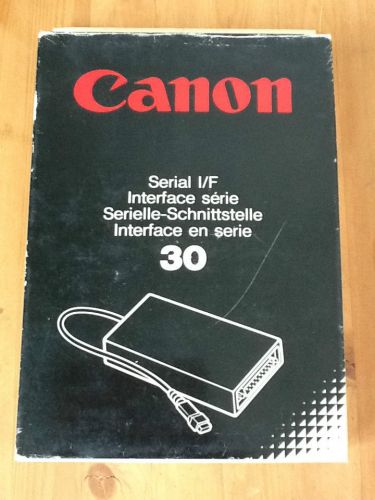 Canon
Serial I/F
Interface série
Serielle-Schnittstelle
Interface en serie
30